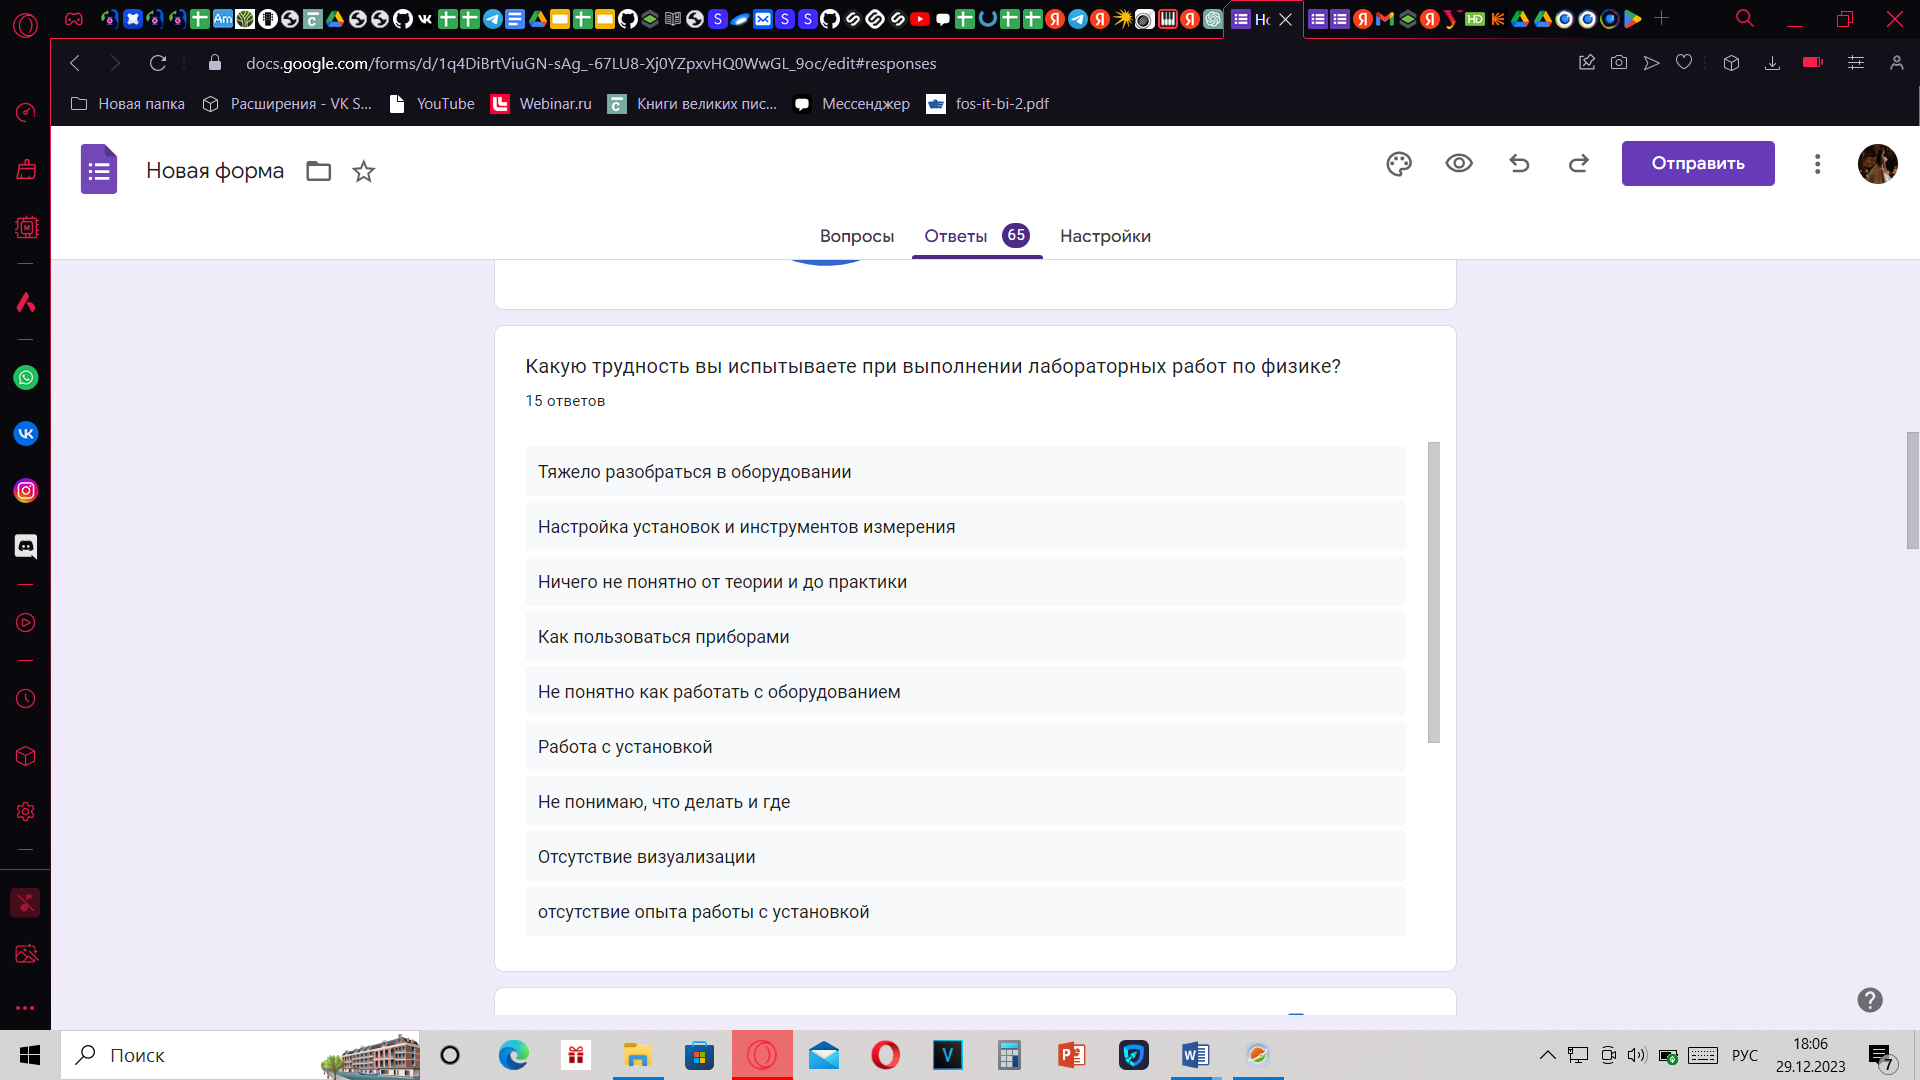 Но
docs.google.com/forms/d/1q4DiBrtViuGN-sAg_-67LU8-Xj0YZpxvHQ0WwGL_9oc/edit#responses
Новая папка
Расширения - VK S...
YouTube
Webinar.ru
Книги великих пис...
Мессенджер
fos-it-bi-2.pdf
Новая форма
Отправить
Вопросы
Ответы 65
Настройки
Какую трудность вы испытываете при выполнении лабораторных работ по физике?
15 ответов
Тяжело разобраться в оборудовании
Настройка установок и инструментов измерения
Ничего не понятно от теории и до практики
Как пользоваться приборами
Не понятно как работать с оборудованием
Работа с установкой
Не понимаю, что делать и где
Отсутствие визуализации
отсутствие опыта работы с установкой
Поиск
РУС
18:06
29.12.2023
7